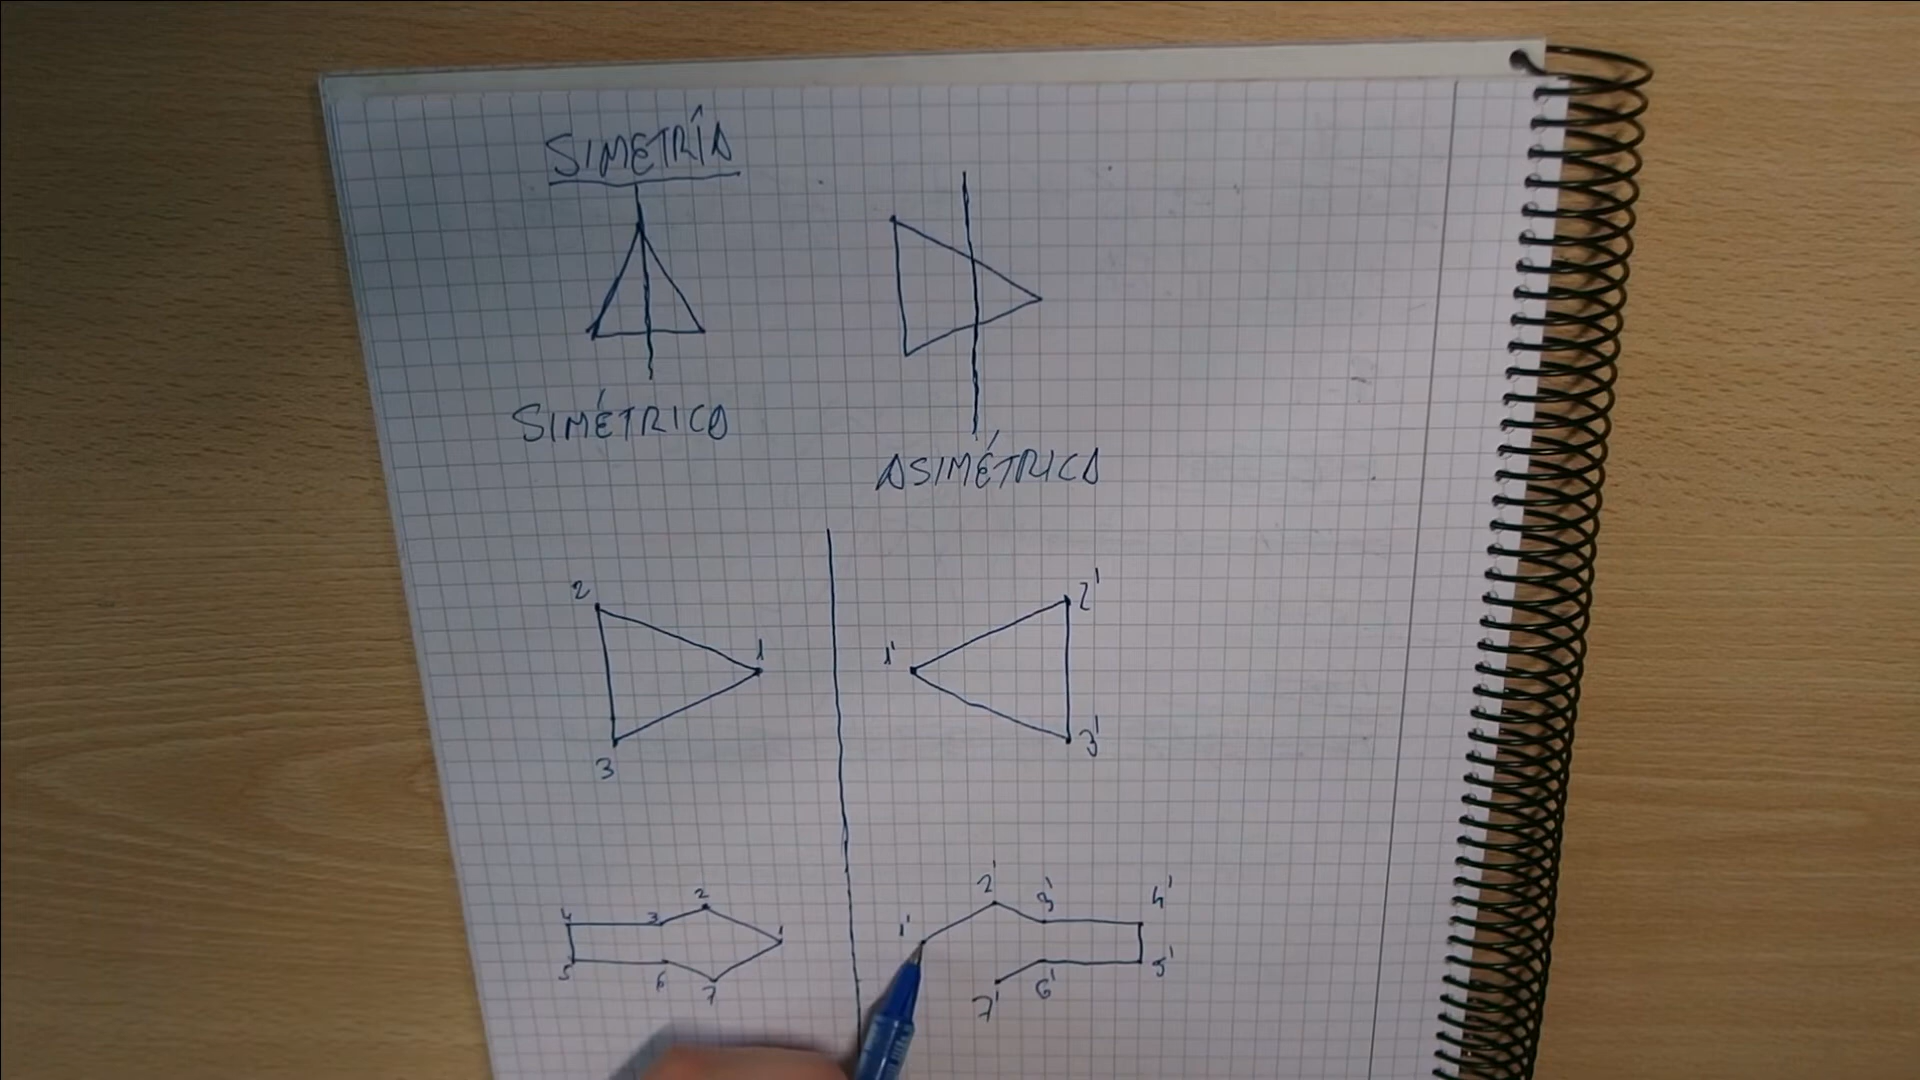 SIMETRÍA
SIMÉTRICO
ASIMÉTRICO
2
1
3
2'
1'
3'
4 3 2
1
5 6 7
2' 3' 4'
1'
7' 6' 5'